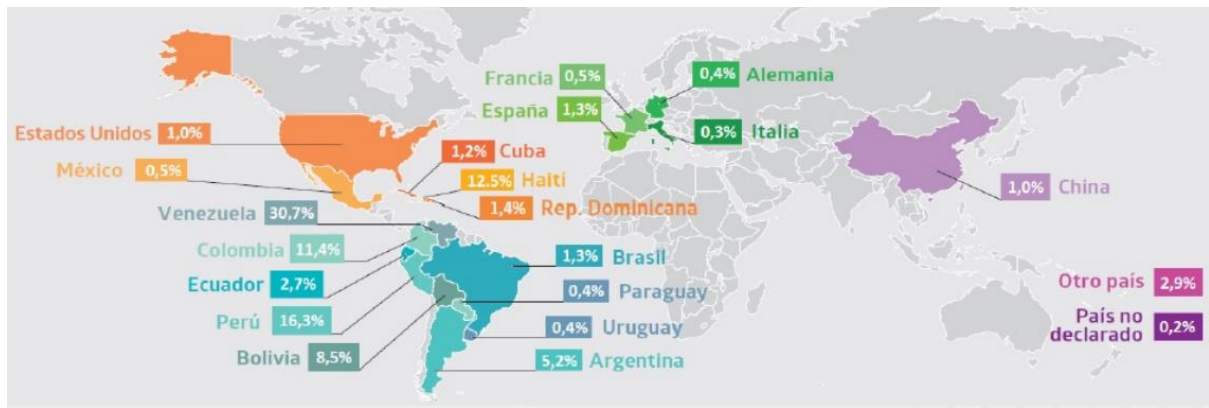 Francia 0,5%
0,4% Alemania
España 1,3%
0,3% Italia
Estados Unidos 1,0%
México 0,5%
1,2% Cuba
12.5% Haití
1,4% Rep. Dominicana
1,0% China
Venezuela 30,7%
Colombia 11,4%
Ecuador 2,7%
Perú 16,3%
Bolivia 8,5%
1,3% Brasil
0,4% Paraguay
0,4% Uruguay
5,2% Argentina
Otro país 2,9%
País no
declarado 0,2%